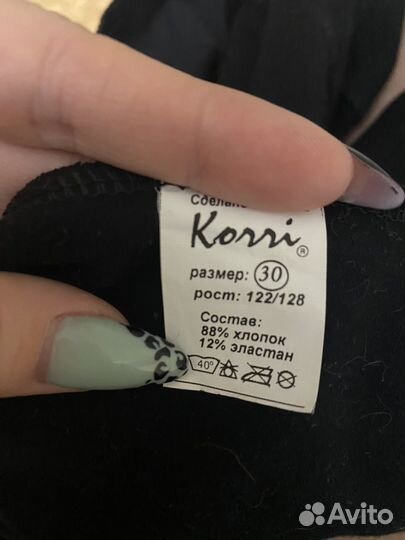 Сделано
Korri®
размер: 30
рост: 122/128
Состав:
88% хлопок
12% эластан
40°
Avito